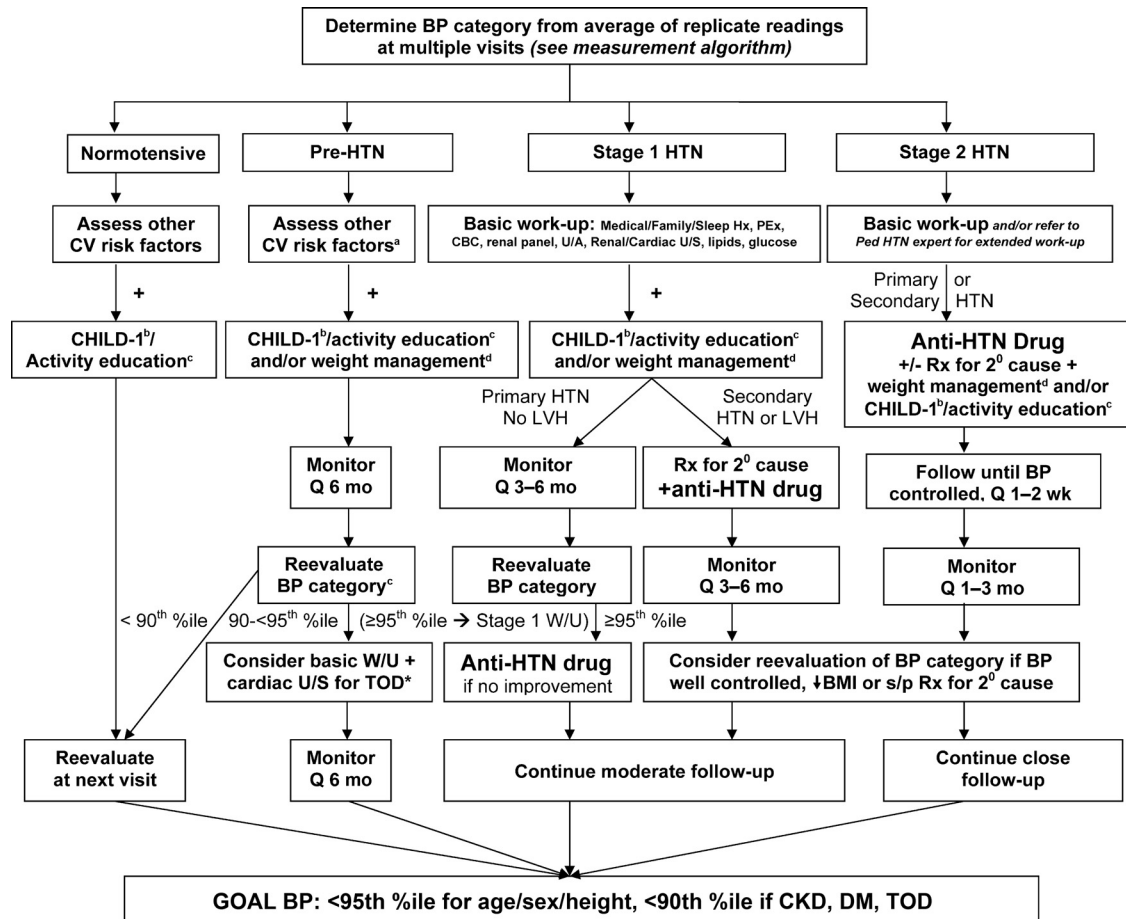 Determine BP category from average of replicate readings
at multiple visits (see measurement algorithm)
Normotensive
Pre-HTN
Stage 1 HTN
Stage 2 HTN
Assess other
CV risk factors
Assess other
CV risk factorsᵃ
Basic work-up: Medical/Family/Sleep Hx, PEx,
CBC, renal panel, U/A, Renal/Cardiac U/S, lipids, glucose
Basic work-up and/or refer to
Ped HTN expert for extended work-up
+
+
+
Primary or
Secondary HTN
CHILD-1ᵇ/
Activity educationᶜ
CHILD-1ᵇ/activity educationᶜ
and/or weight managementᵈ
CHILD-1ᵇ/activity educationᶜ
and/or weight managementᵈ
Anti-HTN Drug
+/- Rx for 2⁰ cause +
weight managementᵈ and/or
CHILD-1ᵇ/activity educationᶜ
Primary HTN
No LVH
Secondary
HTN or LVH
Monitor
Q 6 mo
Monitor
Q 3–6 mo
Rx for 2⁰ cause
+anti-HTN drug
Follow until BP
controlled, Q 1–2 wk
Reevaluate
BP categoryᶜ
Reevaluate
BP category
Monitor
Q 3–6 mo
Monitor
Q 1–3 mo
< 90ᵗʰ %ile
90-<95ᵗʰ %ile
(≥95ᵗʰ %ile → Stage 1 W/U)
≥95ᵗʰ %ile
Consider basic W/U +
cardiac U/S for TOD*
Anti-HTN drug
if no improvement
Consider reevaluation of BP category if BP
well controlled, ↓BMI or s/p Rx for 2⁰ cause
Reevaluate
at next visit
Monitor
Q 6 mo
Continue moderate follow-up
Continue close
follow-up
GOAL BP: <95th %ile for age/sex/height, <90th %ile if CKD, DM, TOD